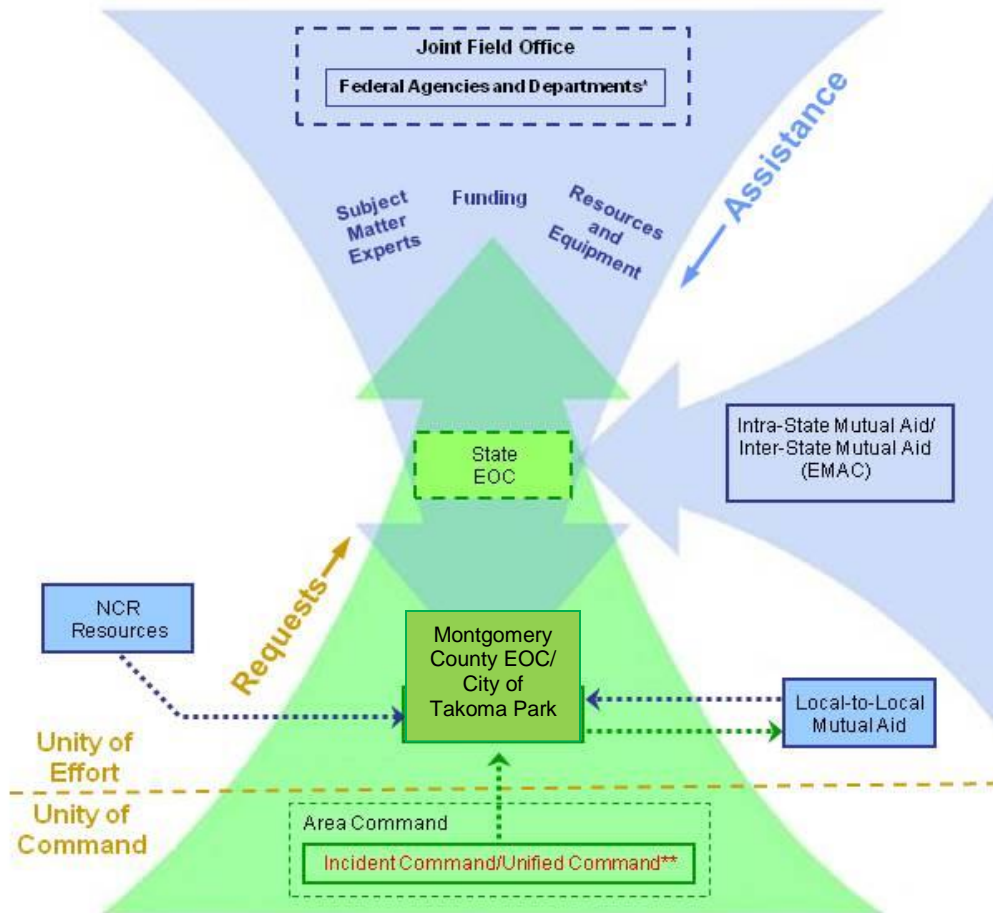 Joint Field Office
Federal Agencies and Departments*
Assistance
Subject
Matter
Experts
Funding
Resources
and
Equipment
State
EOC
Intra-State Mutual Aid/
Inter-State Mutual Aid
(EMAC)
Requests
NCR
Resources
Montgomery
County EOC/
City of
Takoma Park
Local-to-Local
Mutual Aid
Unity of
Effort
Unity of
Command
Area Command
Incident Command/Unified Command**